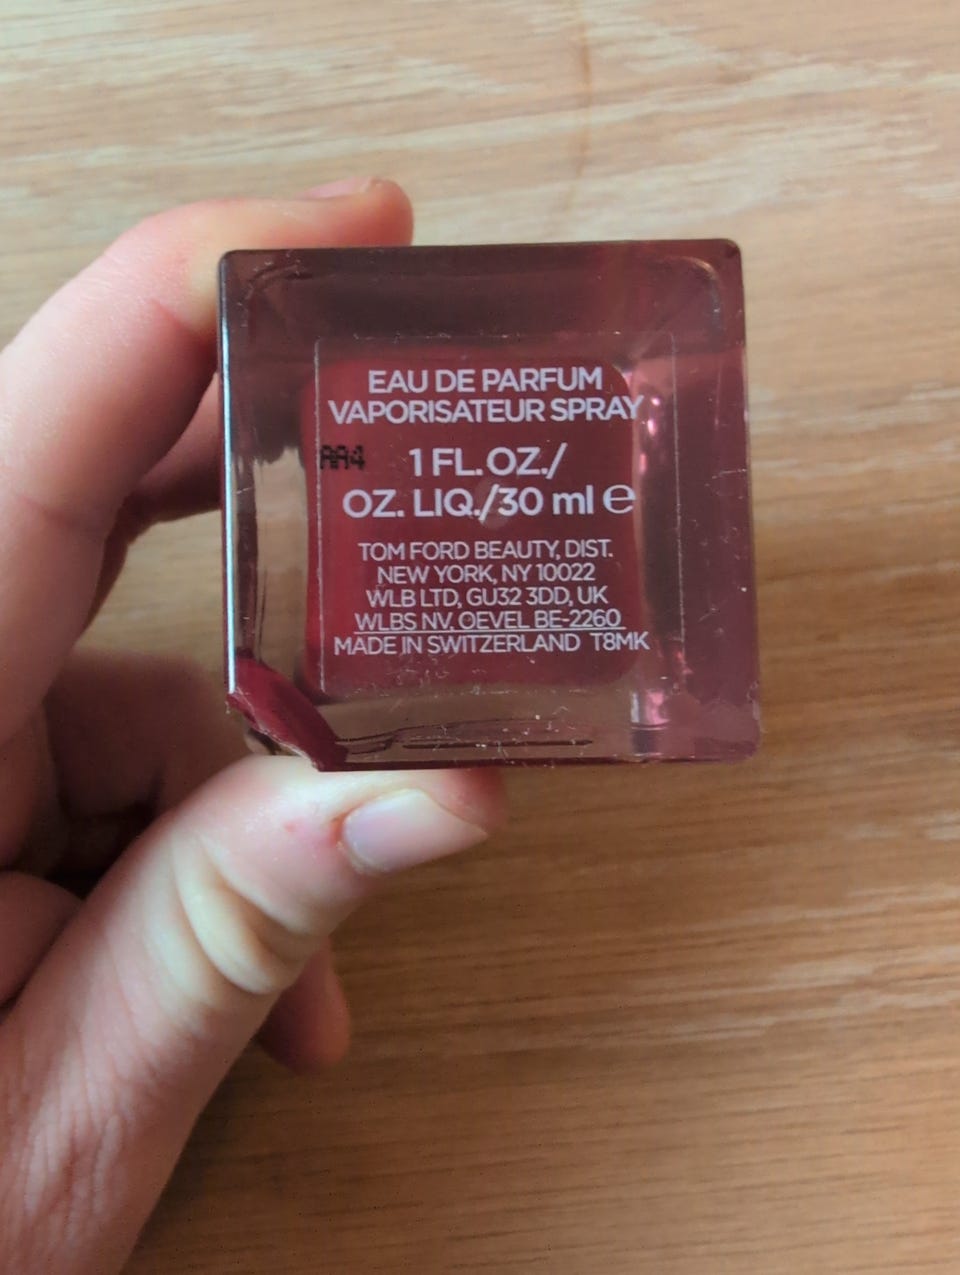 EAU DE PARFUM
VAPORISATEUR SPRAY
AA4
1 FL. OZ./
OZ. LIQ./30 ml e
TOM FORD BEAUTY, DIST.
NEW YORK, NY 10022
WLB LTD, GU32 3DD, UK
WLBS NV, OEVEL BE-2260
MADE IN SWITZERLAND T8MK